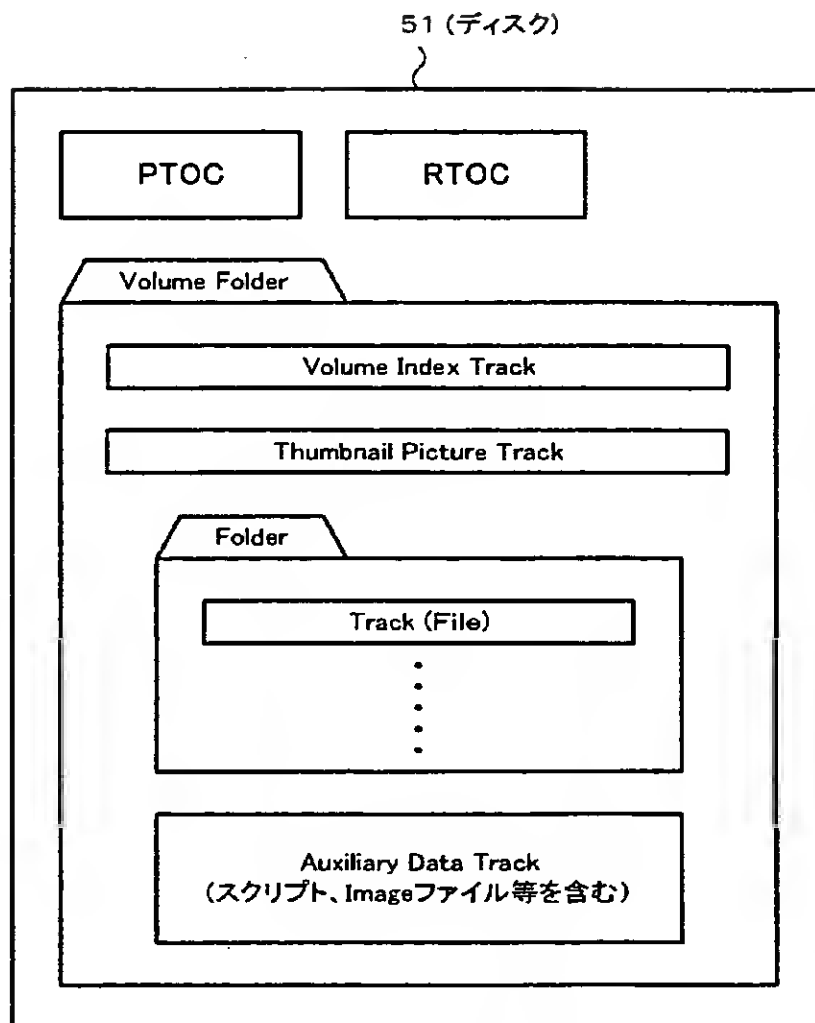 51 (ディスク)
PTOC
RTOC
Volume Folder
Volume Index Track
Thumbnail Picture Track
Folder
Track (File)
Auxiliary Data Track
(スクリプト、Imageファイル等を含む)